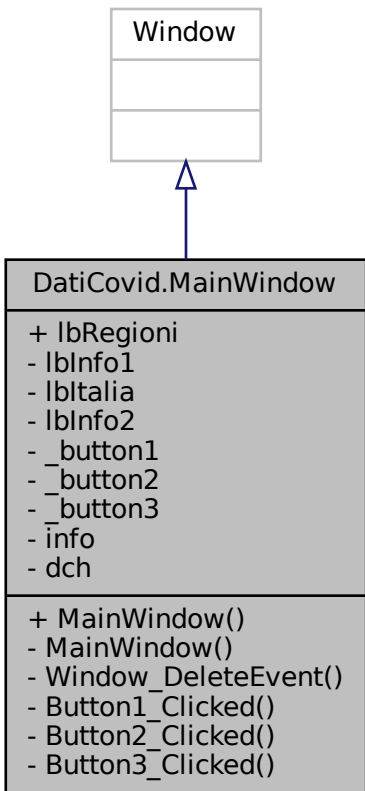 Window
DatiCovid.MainWindow
+ lbRegioni
- lbInfo1
- lbItalia
- lbInfo2
- _button1
- _button2
- _button3
- info
- dch
+ MainWindow()
- MainWindow()
- Window_DeleteEvent()
- Button1_Clicked()
- Button2_Clicked()
- Button3_Clicked()